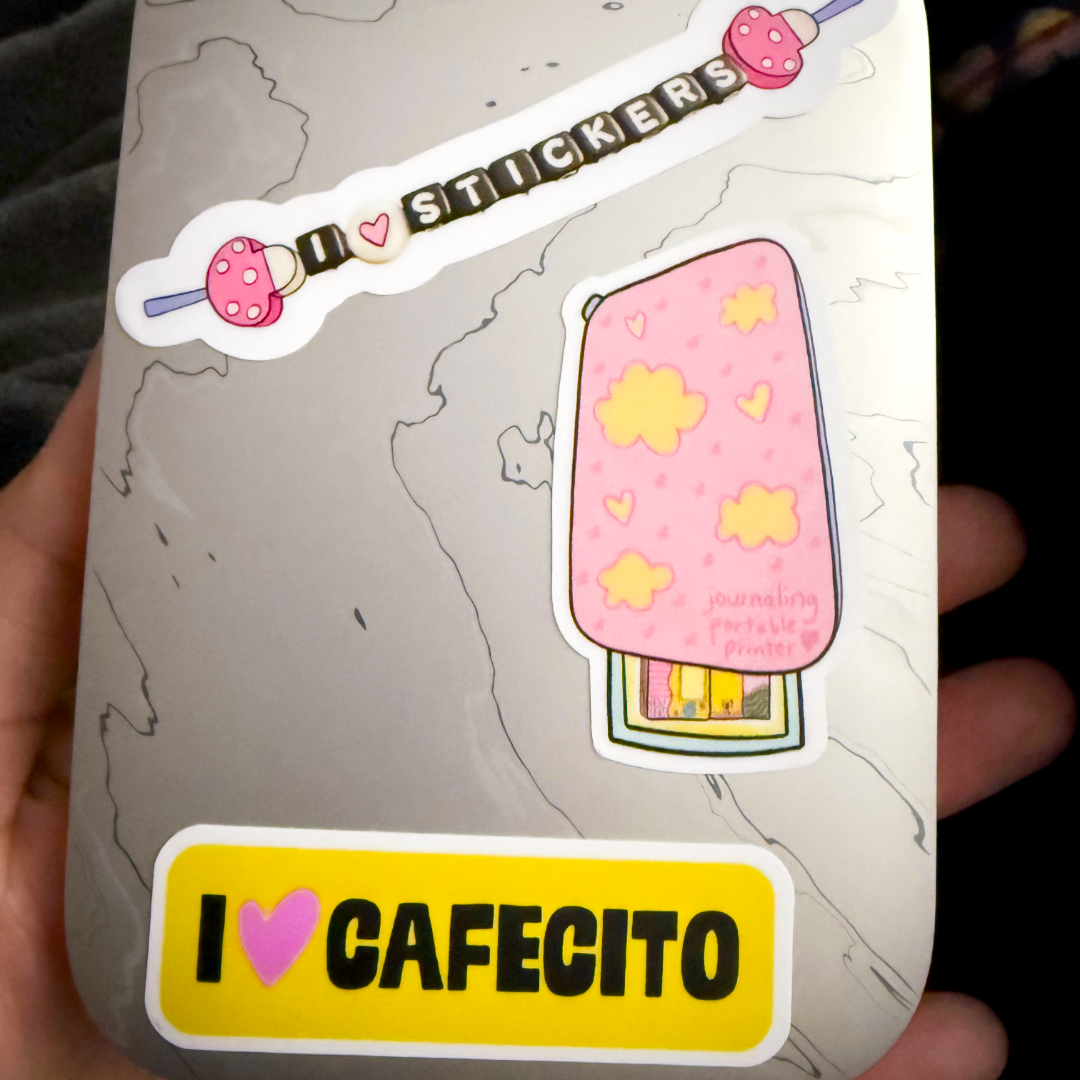 I ♥ STICKERS
journaling
portable
printer ♥
I ♥ CAFECITO